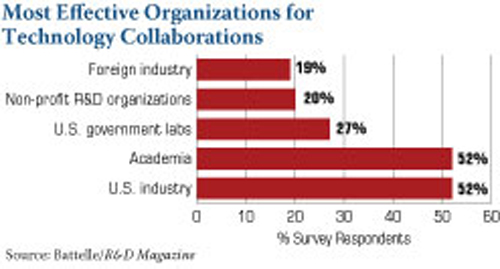 Most Effective Organizations for
Technology Collaborations
Foreign industry 19%
Non-profit R&D organizations 20%
U.S. government labs 27%
Academia 52%
U.S. industry 52%
0 10 20 30 40 50 60
% Survey Respondents
Source: Battelle/R&D Magazine